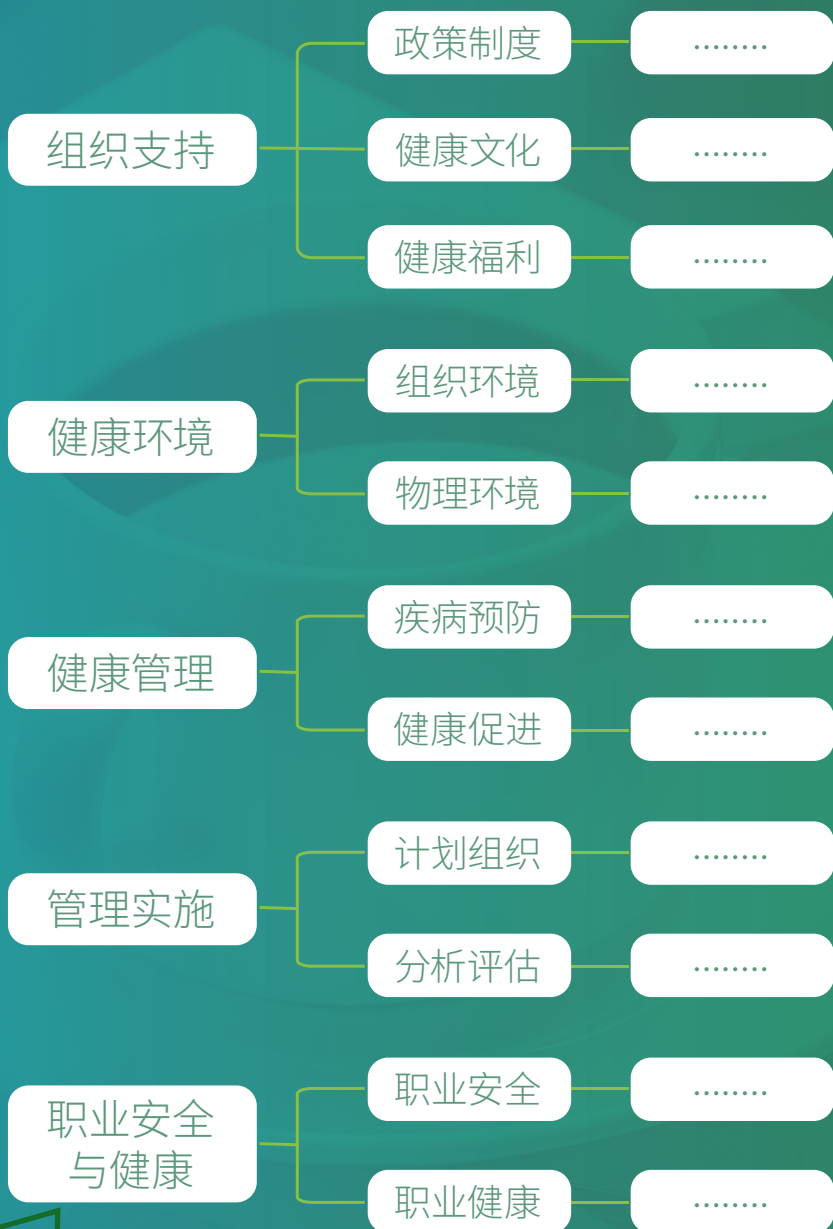 组织支持
政策制度
........
健康文化
........
健康福利
........
健康环境
组织环境
........
物理环境
........
健康管理
疾病预防
........
健康促进
........
管理实施
计划组织
........
分析评估
........
职业安全
与健康
职业安全
........
职业健康
........